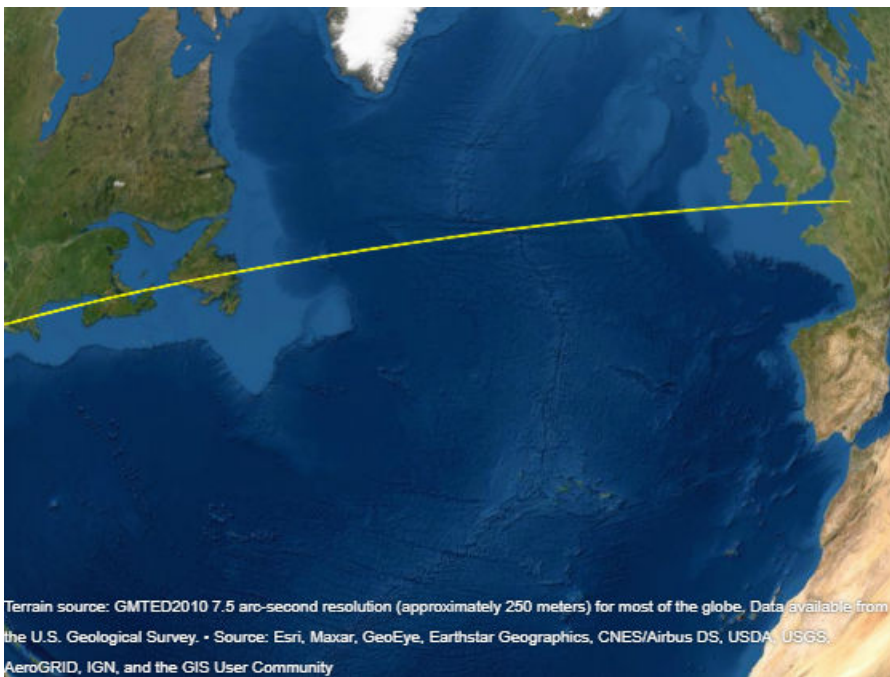 Terrain source: GMTED2010 7.5 arc-second resolution (approximately 250 meters) for most of the globe. Data available from
the U.S. Geological Survey. • Source: Esri, Maxar, GeoEye, Earthstar Geographics, CNES/Airbus DS, USDA, USGS,
AeroGRID, IGN, and the GIS User Community